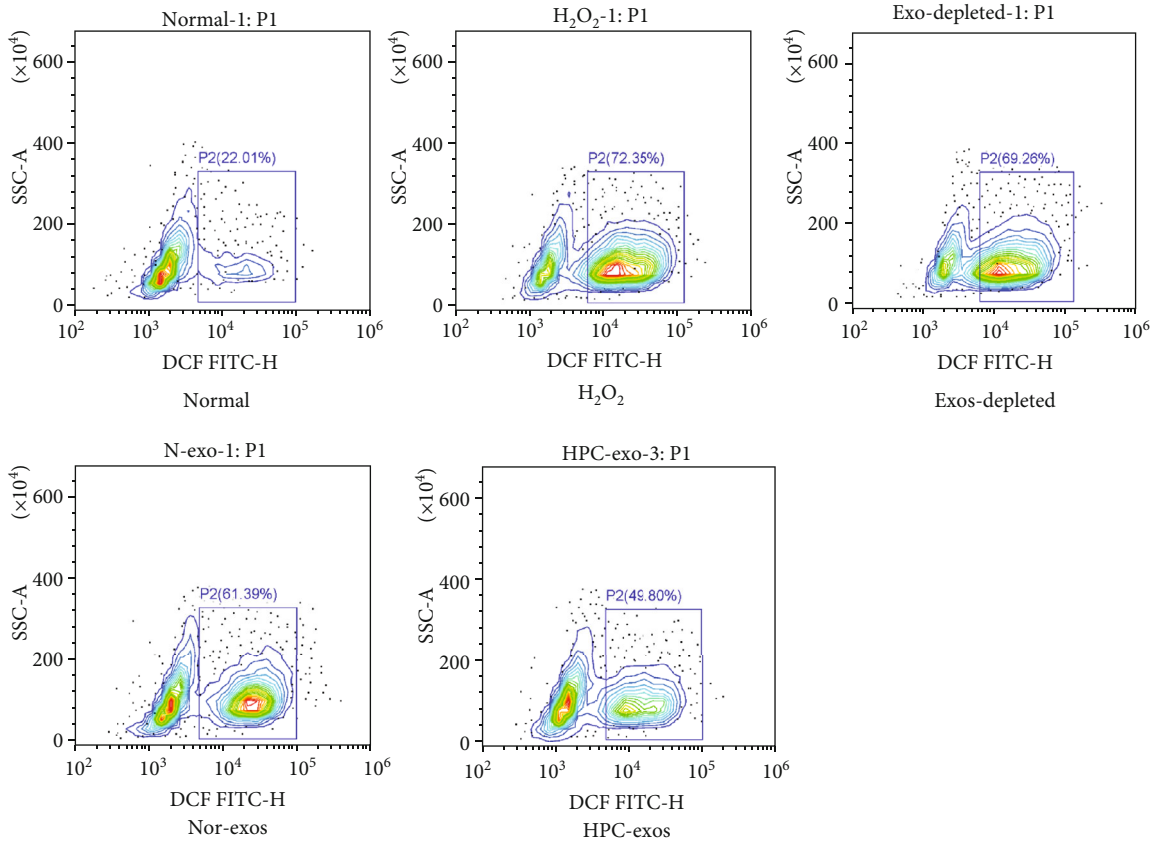 Normal-1: P1
(×10⁴)
600
400
200
0
SSC-A
P2(22.01%)
10² 10³ 10⁴ 10⁵ 10⁶
DCF FITC-H
Normal
H₂O₂-1: P1
(×10⁴)
600
400
200
0
SSC-A
P2(72.35%)
10² 10³ 10⁴ 10⁵ 10⁶
DCF FITC-H
H₂O₂
Exo-depleted-1: P1
(×10⁴)
600
400
200
0
SSC-A
P2(69.26%)
10² 10³ 10⁴ 10⁵ 10⁶
DCF FITC-H
Exos-depleted
N-exo-1: P1
(×10⁴)
600
400
200
0
SSC-A
P2(61.39%)
10² 10³ 10⁴ 10⁵ 10⁶
DCF FITC-H
Nor-exos
HPC-exo-3: P1
(×10⁴)
600
400
200
0
SSC-A
P2(49.80%)
10² 10³ 10⁴ 10⁵ 10⁶
DCF FITC-H
HPC-exos